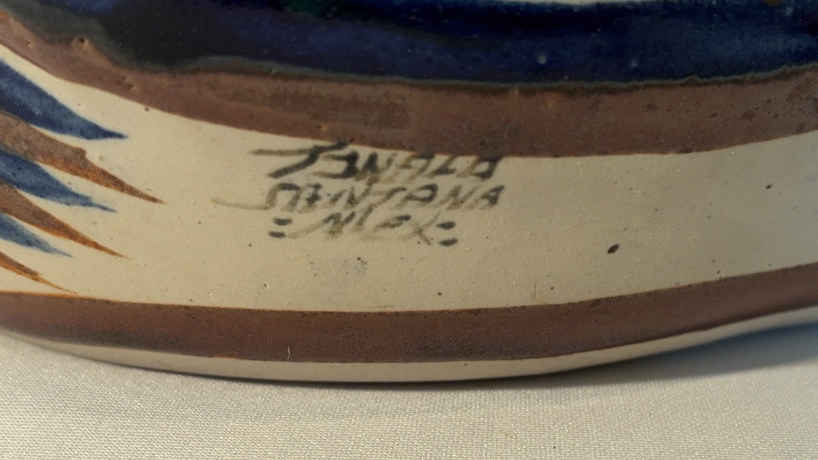 TONALA
SANTANA
=MEX=